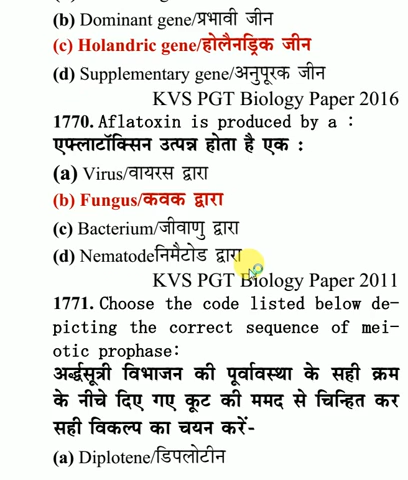 (b) Dominant gene/प्रभावी जीन
(c) Holandric gene/होलैनड्रिक जीन
(d) Supplementary gene/अनुपूरक जीन
KVS PGT Biology Paper 2016
1770. Aflatoxin is produced by a :
एफ्लाटॉक्सिन उत्पन्न होता है एक :
(a) Virus/वायरस द्वारा
(b) Fungus/कवक द्वारा
(c) Bacterium/जीवाणु द्वारा
(d) Nematodeनिमैटोड द्वारा
KVS PGT Biology Paper 2011
1771. Choose the code listed below de-
picting the correct sequence of mei-
otic prophase:
अर्द्धसूत्री विभाजन की पूर्वावस्था के सही क्रम
के नीचे दिए गए कूट की ममद से चिन्हित कर
सही विकल्प का चयन करें-
(a) Diplotene/डिपलोटीन